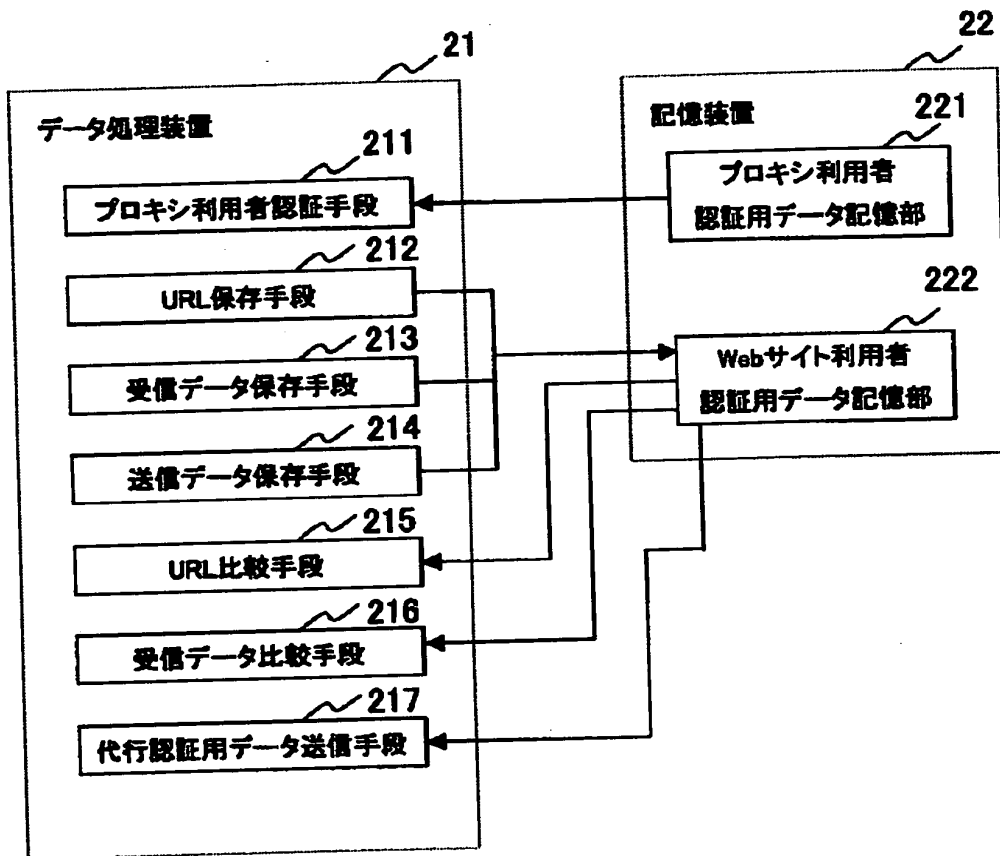 21
データ処理装置
211
プロキシ利用者認証手段
212
URL保存手段
213
受信データ保存手段
214
送信データ保存手段
215
URL比較手段
216
受信データ比較手段
217
代行認証用データ送信手段
22
記憶装置
221
プロキシ利用者
認証用データ記憶部
222
Webサイト利用者
認証用データ記憶部